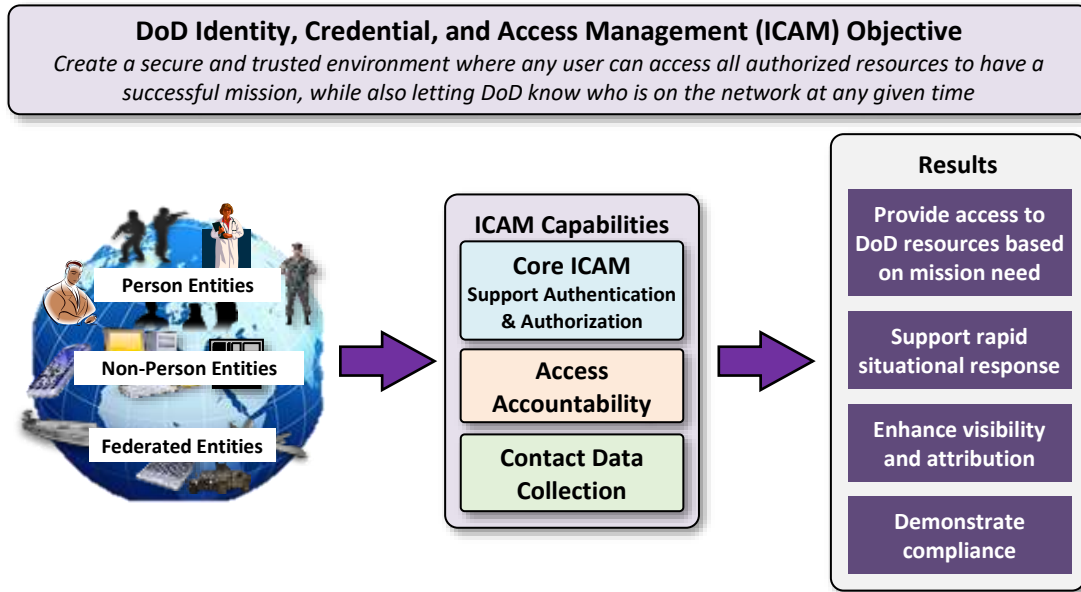 DoD Identity, Credential, and Access Management (ICAM) Objective
Create a secure and trusted environment where any user can access all authorized resources to have a
successful mission, while also letting DoD know who is on the network at any given time
Person Entities
Non-Person Entities
Federated Entities
ICAM Capabilities
Core ICAM
Support Authentication
& Authorization
Access
Accountability
Contact Data
Collection
Results
Provide access to
DoD resources based
on mission need
Support rapid
situational response
Enhance visibility
and attribution
Demonstrate
compliance